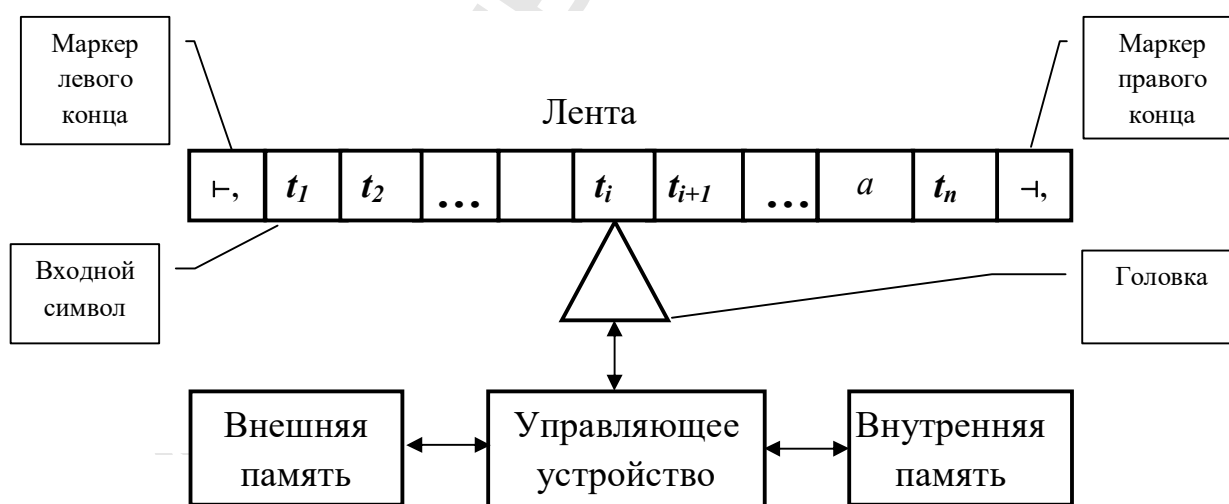 Маркер
левого
конца
Маркер
правого
конца
Лента
⊢, t1 t2 ... ti ti+1 ... a tn ⊣,
Входной
символ
Головка
Внешняя
память
Управляющее
устройство
Внутренняя
память